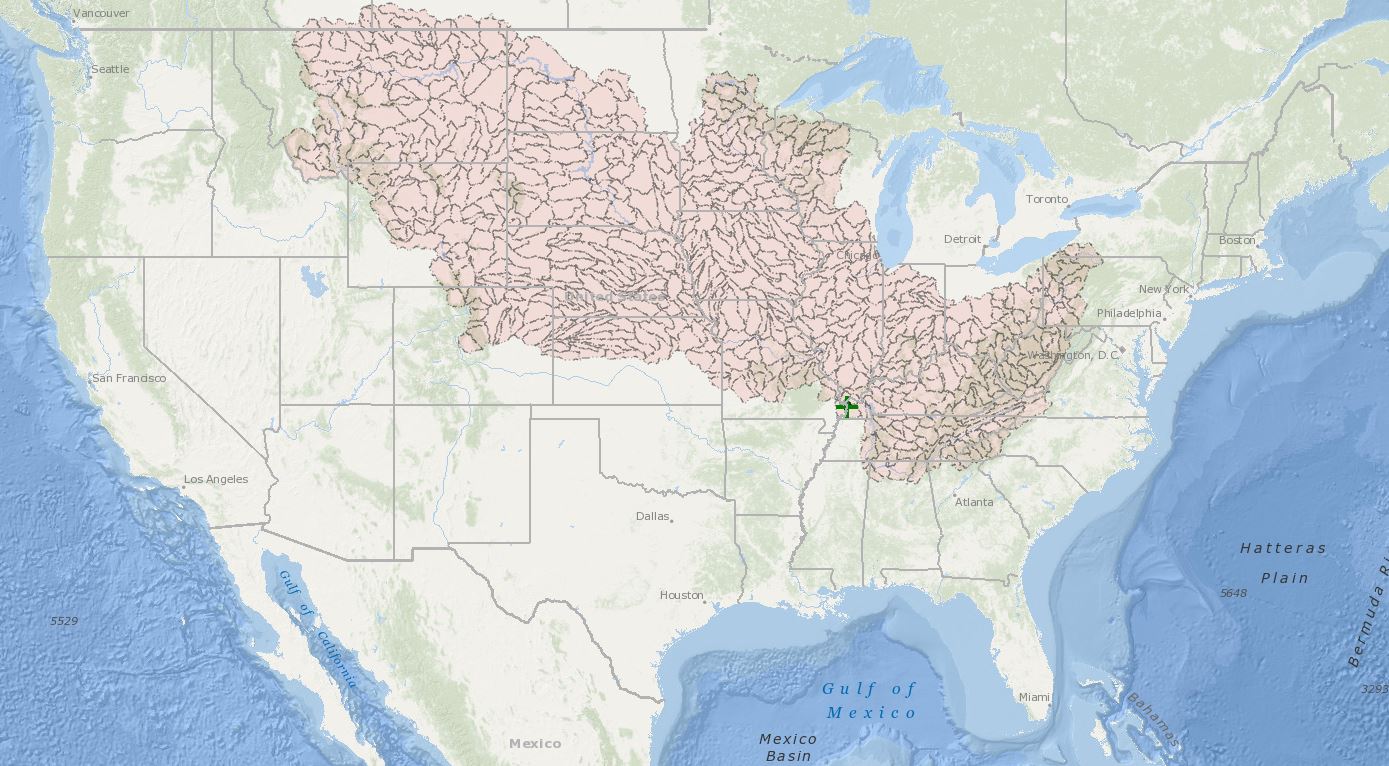 Vancouver
Seattle
Toronto
Detroit
Boston
Chicago
New York
United States
Philadelphia
Washington, D.C.
San Francisco
Los Angeles
Atlanta
Dallas
Hatteras
Plain
Houston
5648
5529
Gulf of
California
Bermuda Ri
Gulf of
Mexico
Miami
3293
Bahamas
Mexico
Mexico
Basin